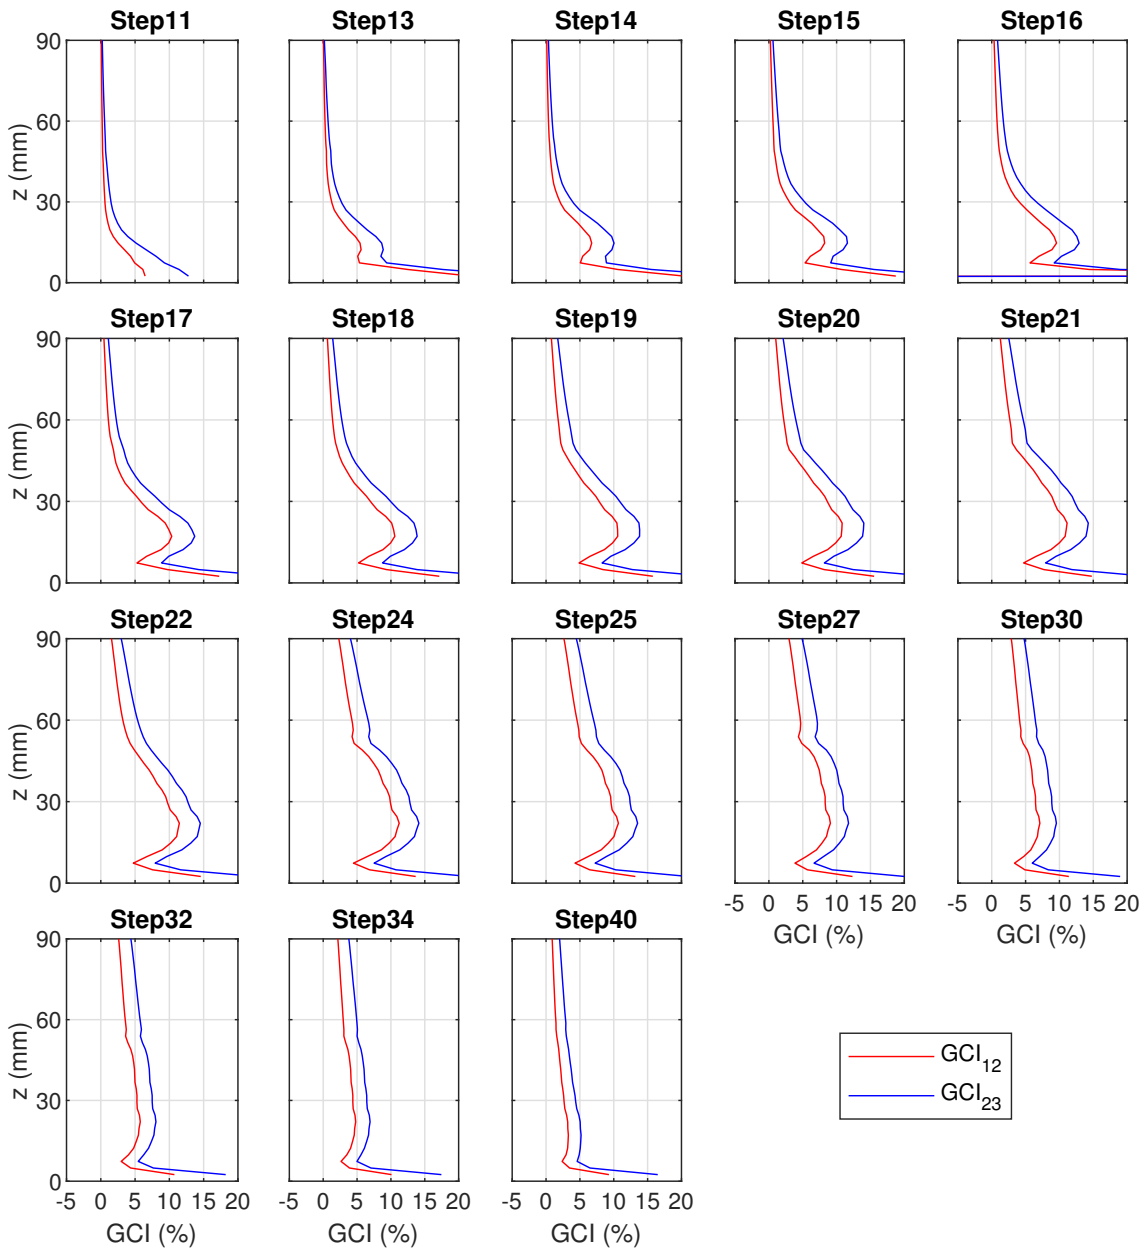 Step11 Step13 Step14 Step15 Step16
90
60
30
0
z (mm)
Step17 Step18 Step19 Step20 Step21
90
60
30
0
z (mm)
Step22 Step24 Step25 Step27 Step30
90
60
30
0
z (mm)
-5 0 5 10 15 20 -5 0 5 10 15 20
GCI (%) GCI (%)
Step32 Step34 Step40
90
60
30
0
z (mm)
-5 0 5 10 15 20 -5 0 5 10 15 20 -5 0 5 10 15 20
GCI (%) GCI (%) GCI (%)
GCI12
GCI23